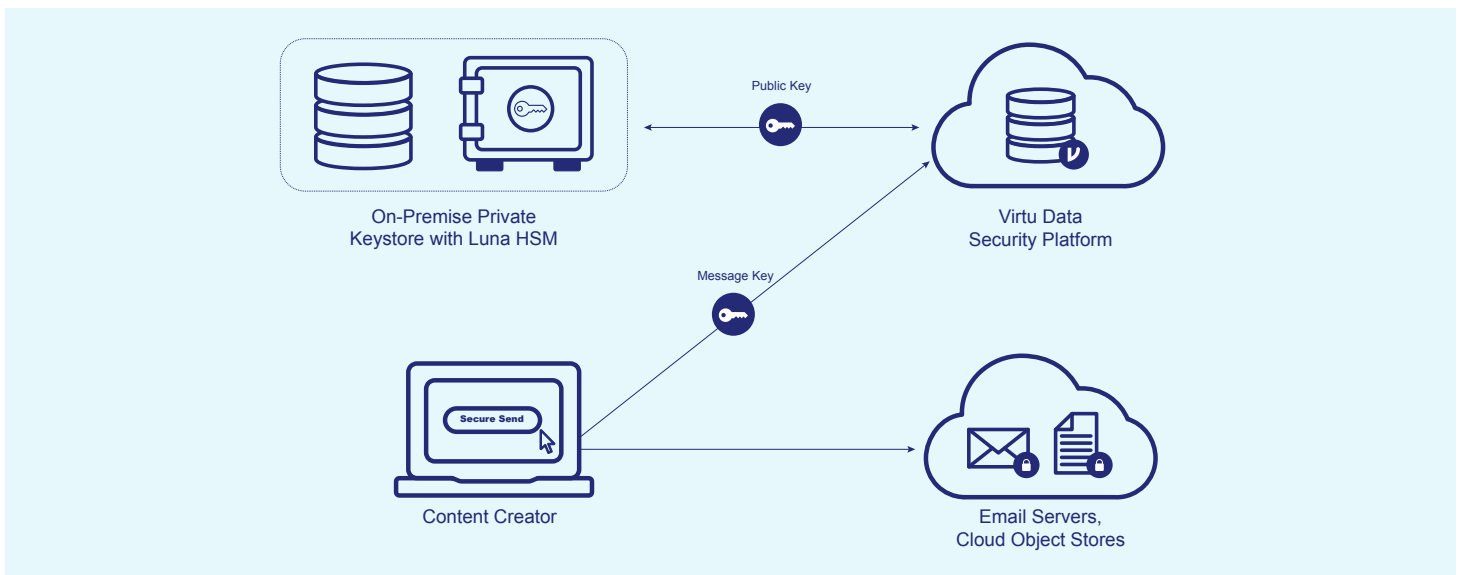 Public Key
On-Premise Private
Keystore with Luna HSM
Virtu Data
Security Platform
Message Key
Secure Send
Content Creator
Email Servers,
Cloud Object Stores